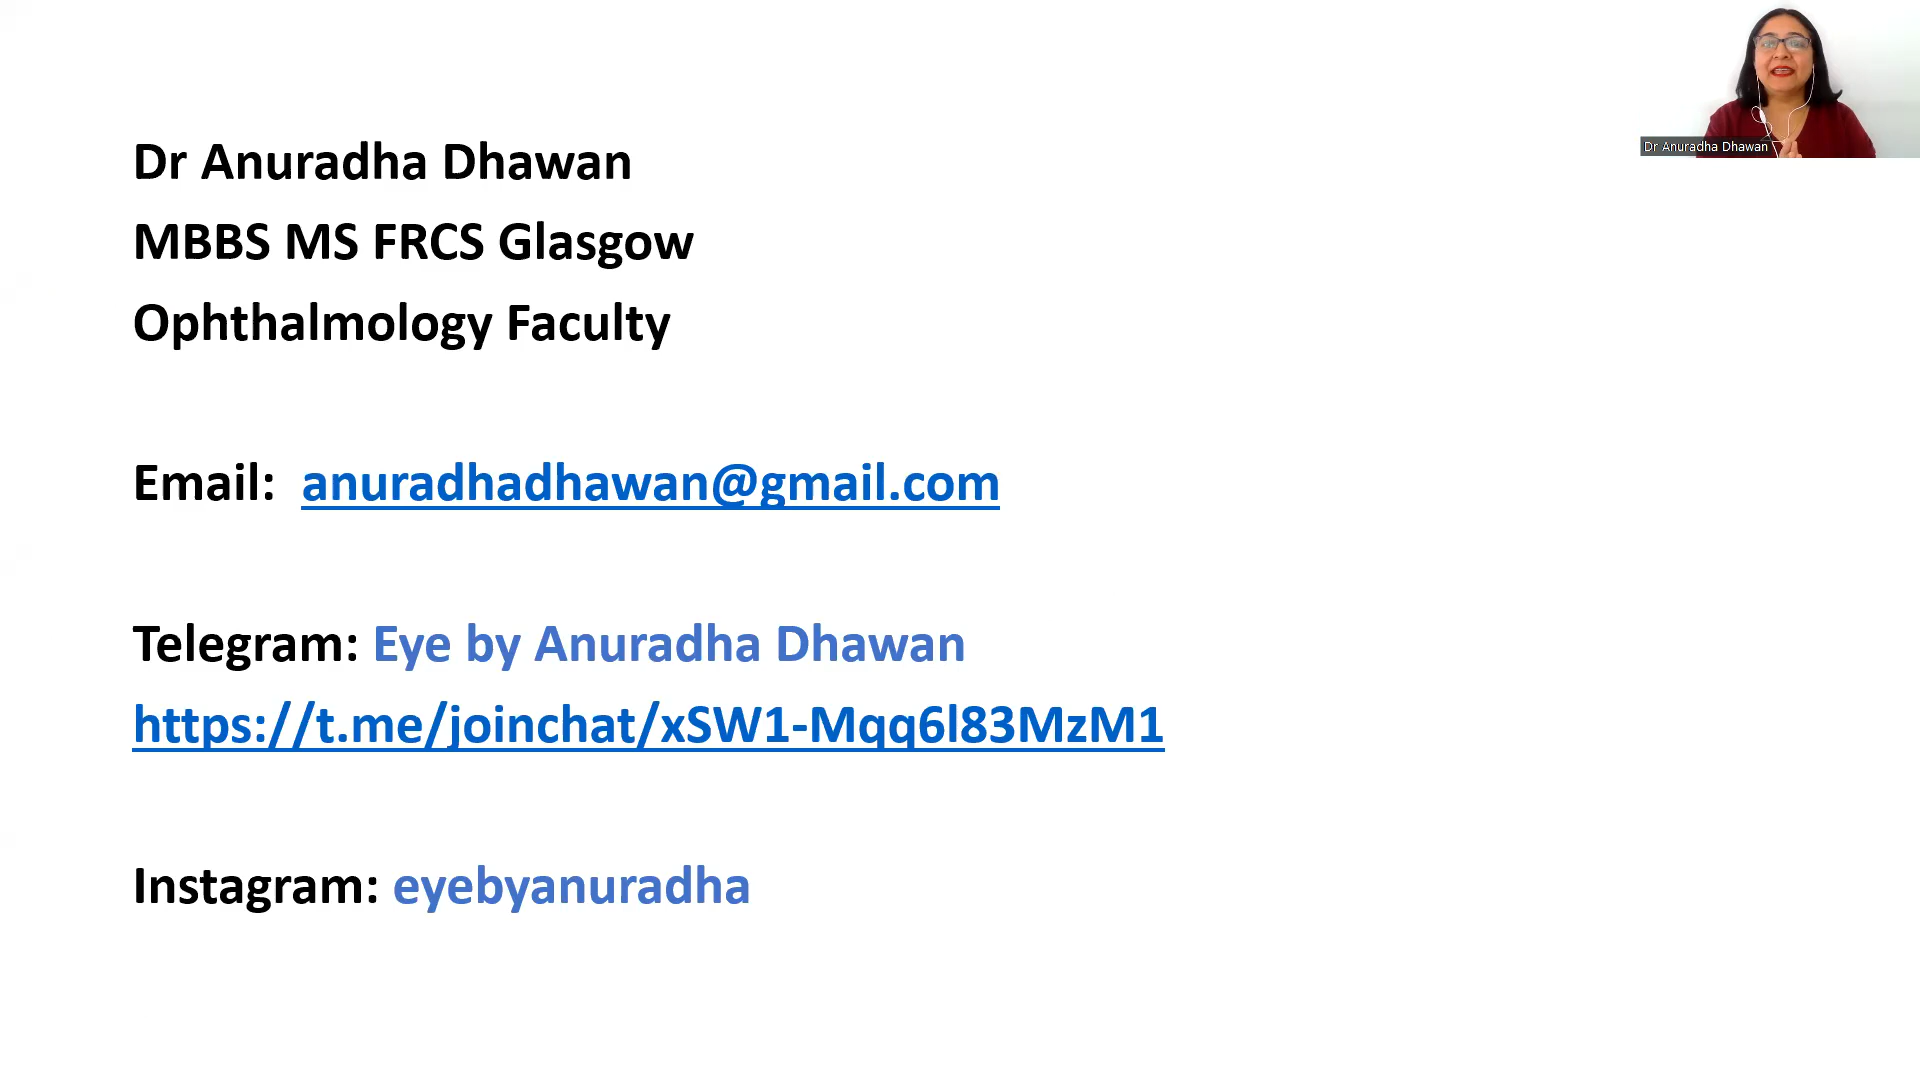 Dr Anuradha Dhawan
Dr Anuradha Dhawan
MBBS MS FRCS Glasgow
Ophthalmology Faculty
Email: anuradhadhawan@gmail.com
Telegram: Eye by Anuradha Dhawan
https://t.me/joinchat/xSW1-Mqq6l83MzM1
Instagram: eyebyanuradha